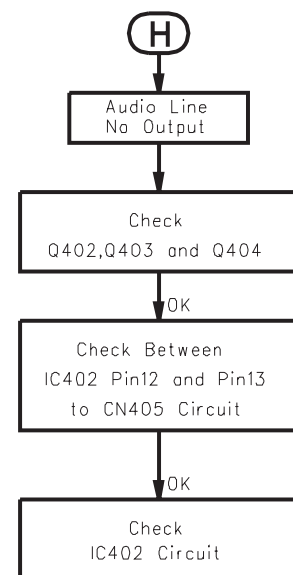 H
Audio Line
No Output
Check
Q402,Q403 and Q404
OK
Check Between
IC402 Pin12 and Pin13
to CN405 Circuit
OK
Check
IC402 Circuit